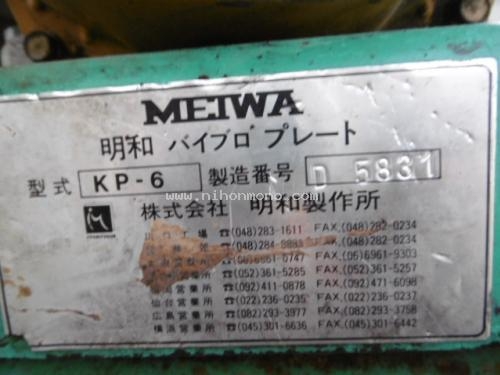 MEIWA
明和 バイブロ プレート
型式 KP-6 製造番号 D 5831
www.nihonmono.com
株式会社 明和製作所
川口工場 ☎(048)283-1611 FAX.(048)282-0234
☎(048)284-8883 FAX.(048)282-0234
FAX.(06)6961-9303
☎(052)361-5285 FAX.(052)361-5257
☎(092)411-0878 FAX.(092)471-6098
仙台営業所 ☎(022)236-0235 FAX.(022)236-0237
広島営業所 ☎(082)293-3977 FAX.(082)293-3758
横浜営業所 ☎(045)301-6636 FAX.(045)301-6442